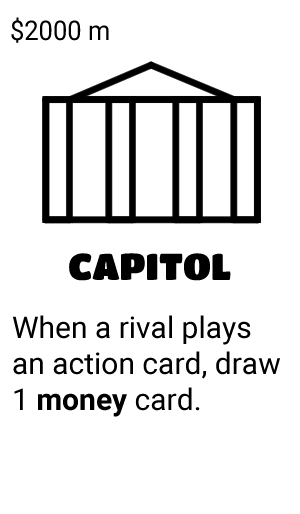 $2000 m
CAPITOL
When a rival plays
an action card, draw
1 money card.